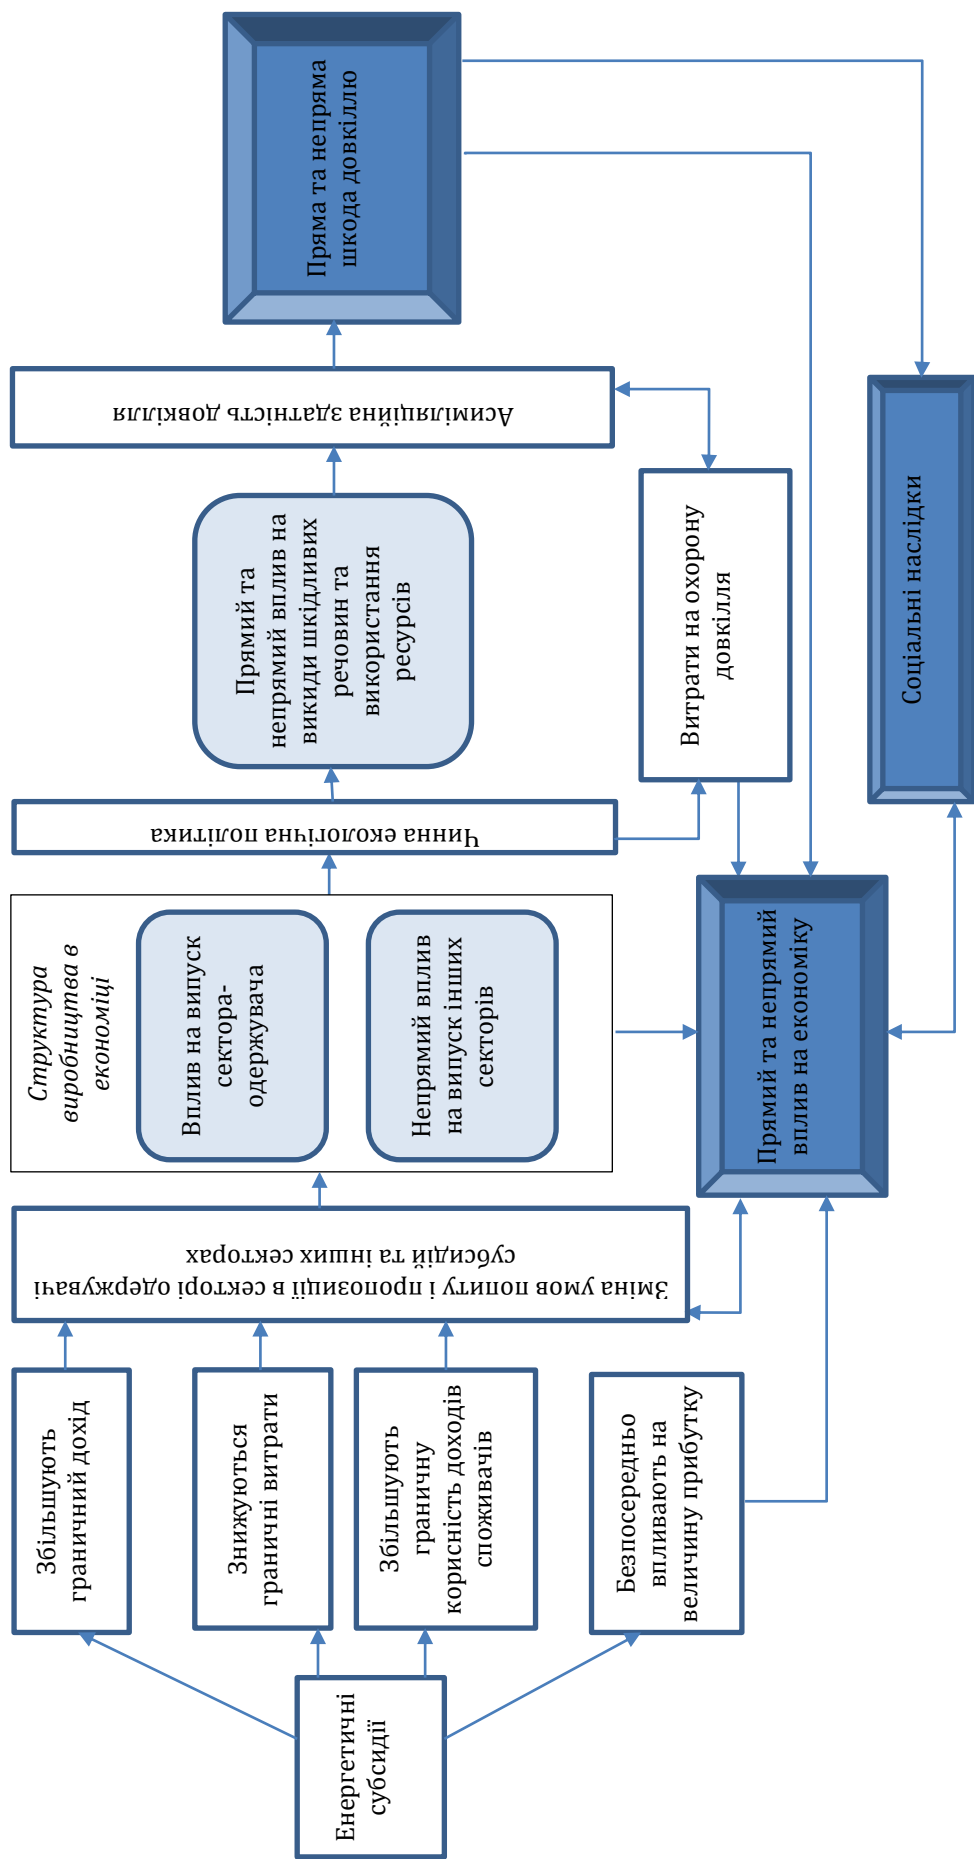 Енергетичні
субсидії
Збільшують
граничний дохід
Знижуються
граничні витрати
Збільшують
граничну
корисність доходів
споживачів
Безпосередньо
впливають на
величину прибутку
Зміна умов попиту і пропозиції в секторі одержувачі
субсидій та інших секторах
Структура
виробництва в
економіці
Вплив на випуск
сектора-
одержувача
Непрямий вплив
на випуск інших
секторів
Прямий та непрямий
вплив на економіку
Чинна екологічна політика
Прямий та
непрямий вплив на
викиди шкідливих
речовин та
використання
ресурсів
Витрати на охорону
довкілля
Асиміляційна здатність довкілля
Пряма та непряма
шкода довкіллю
Соціальні наслідки